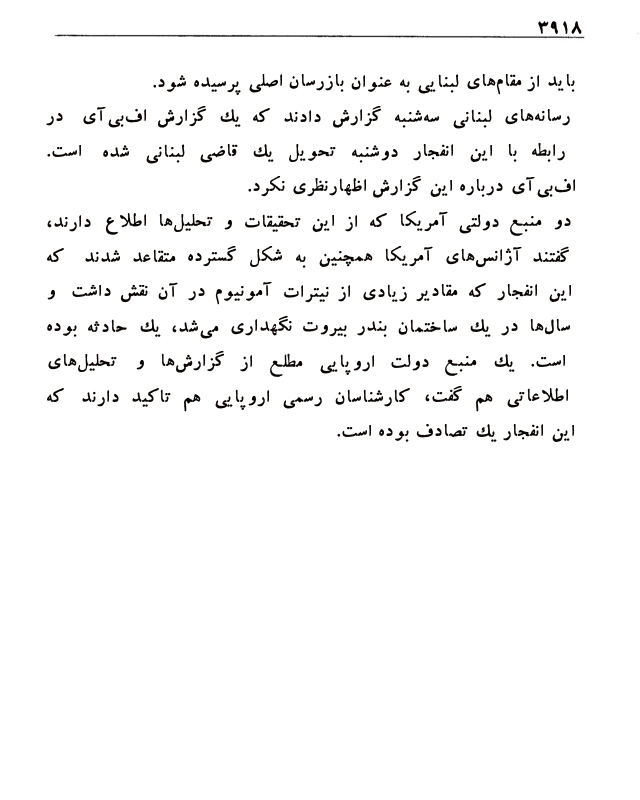 ۳۹۱۸
باید از مقام‌های لبنایی به عنوان بازرسان اصلی پرسیده شود.
رسانه‌های لبنانی سه‌شنبه گزارش دادند که یك گزارش اف‌بی‌آی در
رابطه با این انفجار دوشنبه تحویل یك قاضی لبنانی شده است.
اف‌بی‌آی درباره این گزارش اظهارنظری نکرد.
دو منبع دولتی آمریکا که از این تحقیقات و تحلیل‌ها اطلاع دارند،
گفتند آژانس‌های آمریکا همچنین به شکل گسترده متقاعد شدند که
این انفجار که مقادیر زیادی از نیترات آمونیوم در آن نقش داشت و
سال‌ها در یك ساختمان بندر بیروت نگهداری می‌شد، یك حادثه بوده
است. یك منبع دولت اروپایی مطلع از گزارش‌ها و تحلیل‌های
اطلاعاتی هم گفت، کارشناسان رسمی اروپایی هم تاکید دارند که
این انفجار یك تصادف بوده است.